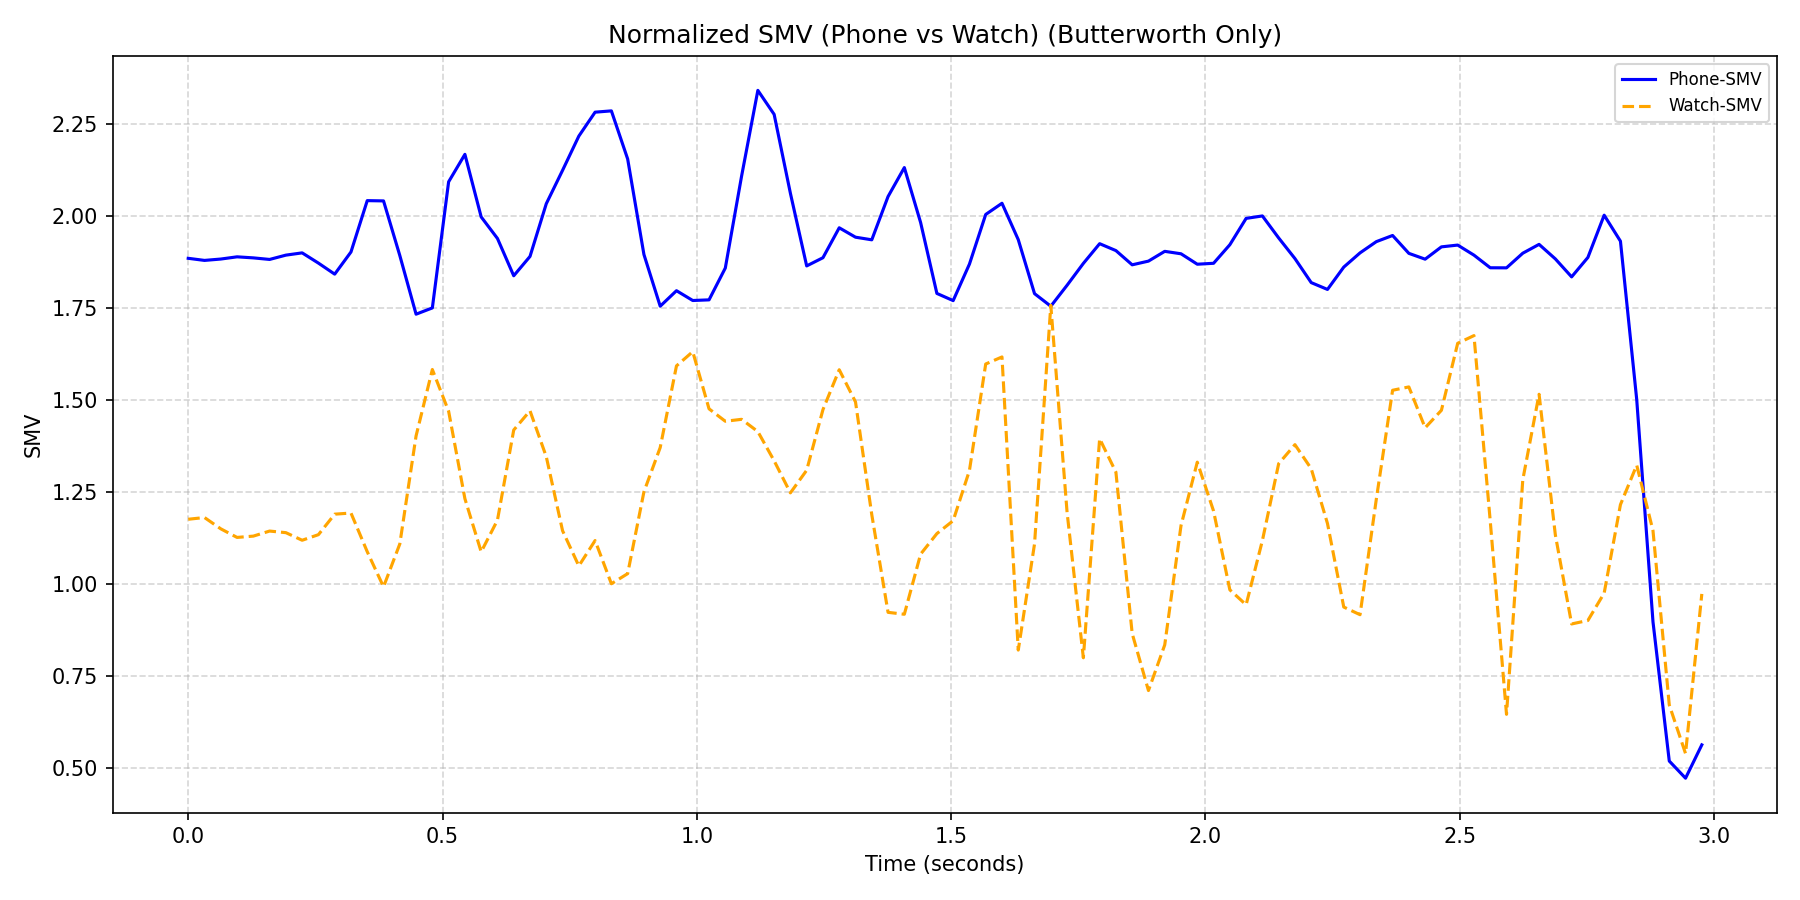 Normalized SMV (Phone vs Watch) (Butterworth Only)
Phone-SMV
Watch-SMV
SMV
2.25
2.00
1.75
1.50
1.25
1.00
0.75
0.50
0.0 0.5 1.0 1.5 2.0 2.5 3.0
Time (seconds)